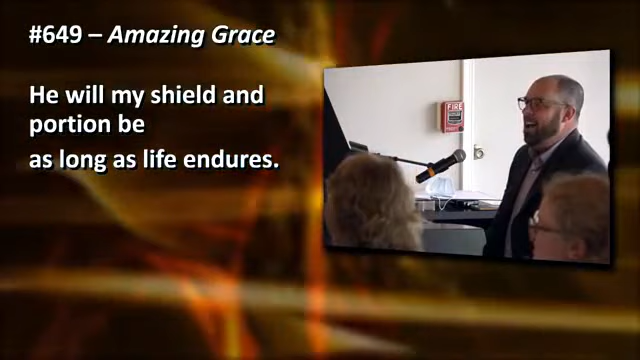 #649 – Amazing Grace
He will my shield and
portion be
as long as life endures.
FIRE